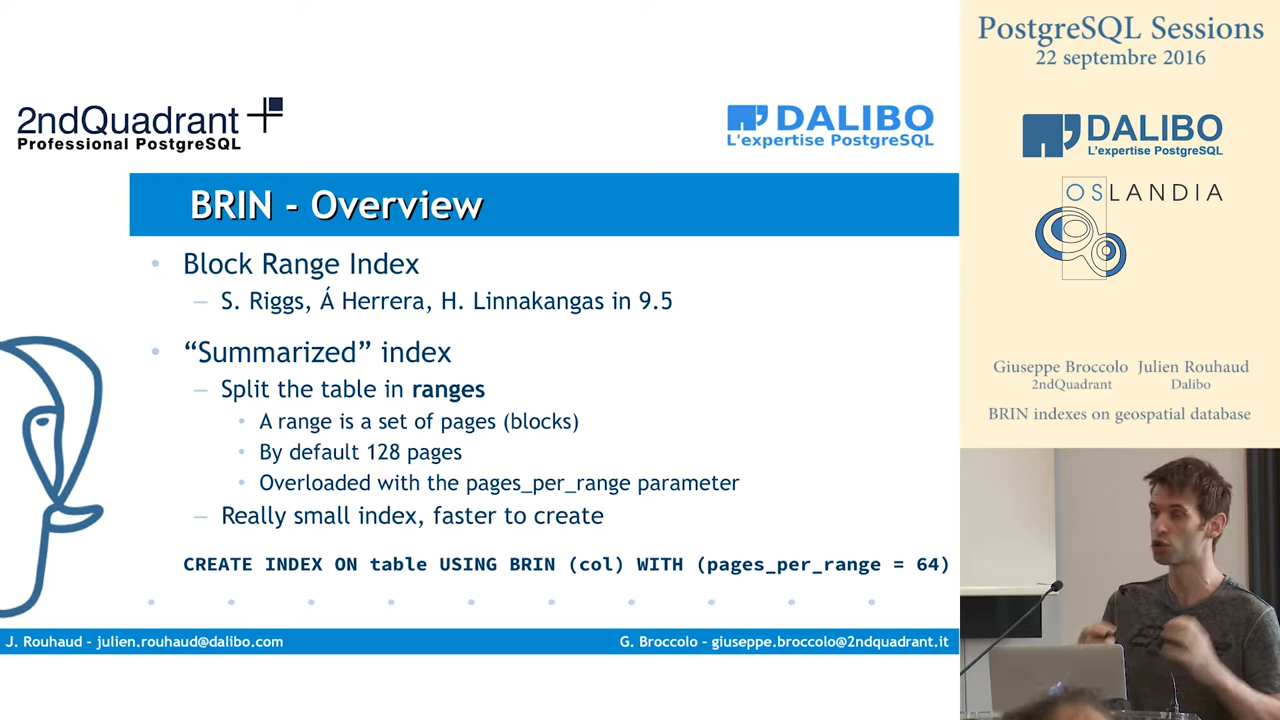 2ndQuadrant
Professional PostgreSQL
DALIBO
L'expertise PostgreSQL
BRIN - Overview
• Block Range Index
– S. Riggs, Á Herrera, H. Linnakangas in 9.5
• “Summarized” index
– Split the table in ranges
• A range is a set of pages (blocks)
• By default 128 pages
• Overloaded with the pages_per_range parameter
– Really small index, faster to create
CREATE INDEX ON table USING BRIN (col) WITH (pages_per_range = 64)
J. Rouhaud - julien.rouhaud@dalibo.com
G. Broccolo - giuseppe.broccolo@2ndquadrant.it
PostgreSQL Sessions
22 septembre 2016
DALIBO
L'expertise PostgreSQL
OSLANDIA
Giuseppe Broccolo Julien Rouhaud
2ndQuadrant Dalibo
BRIN indexes on geospatial database